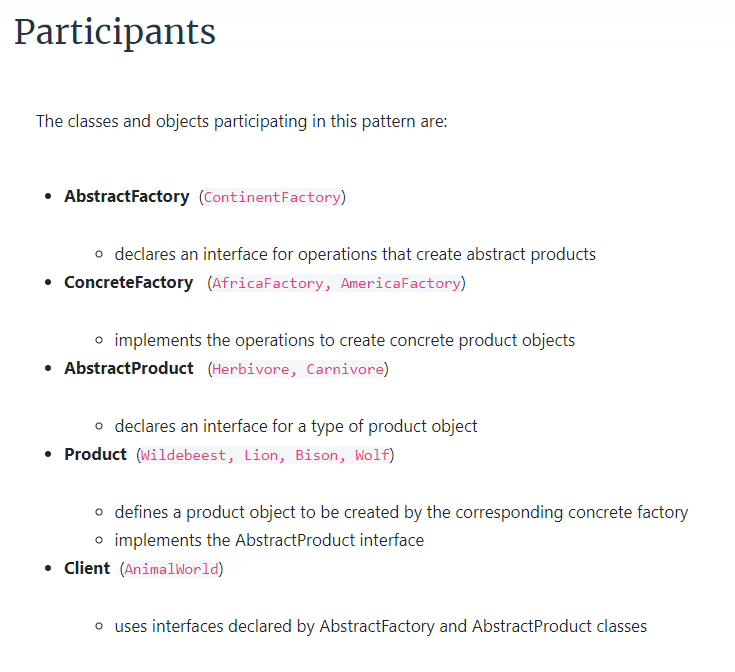 Participants
The classes and objects participating in this pattern are:
• AbstractFactory (ContinentFactory)
◦ declares an interface for operations that create abstract products
• ConcreteFactory (AfricaFactory, AmericaFactory)
◦ implements the operations to create concrete product objects
• AbstractProduct (Herbivore, Carnivore)
◦ declares an interface for a type of product object
• Product (Wildebeest, Lion, Bison, Wolf)
◦ defines a product object to be created by the corresponding concrete factory
◦ implements the AbstractProduct interface
• Client (AnimalWorld)
◦ uses interfaces declared by AbstractFactory and AbstractProduct classes